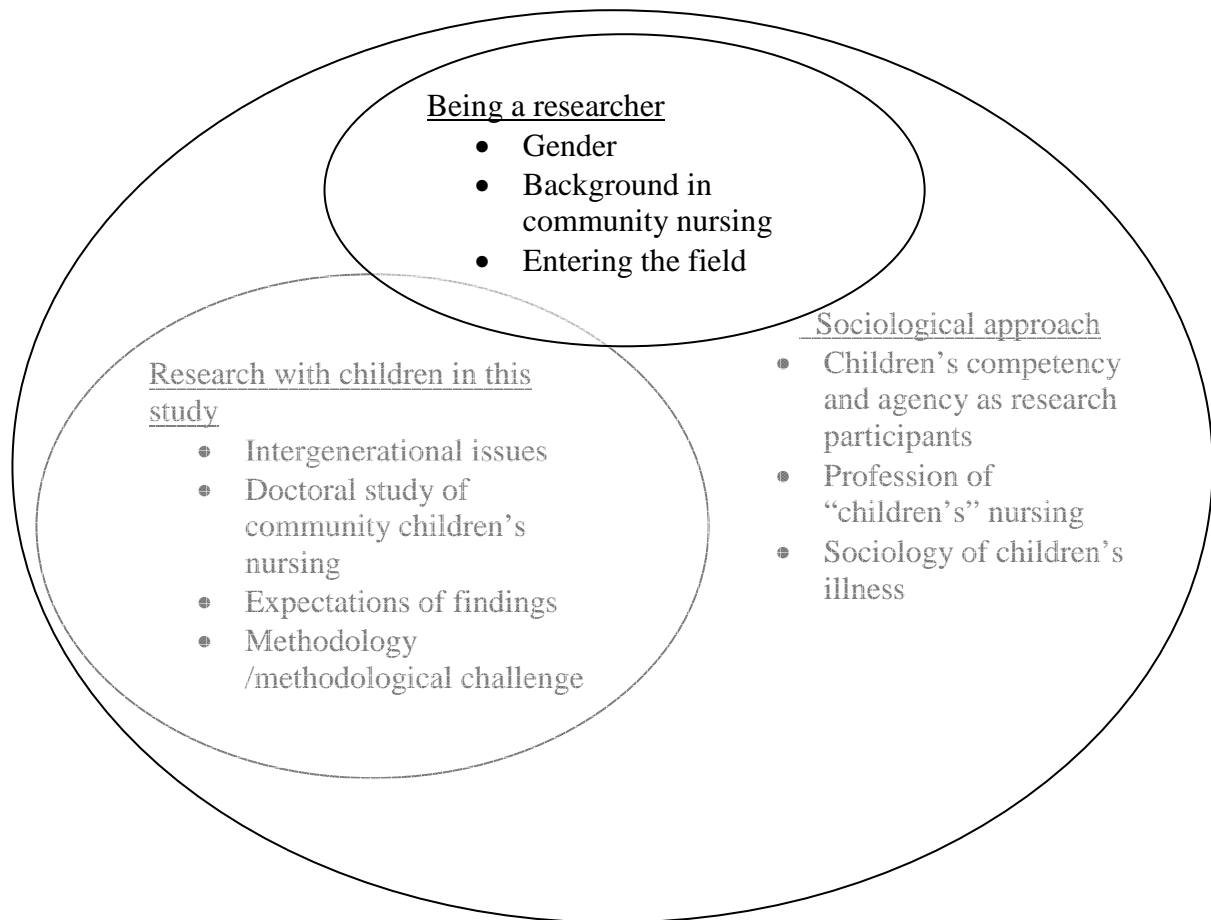 Being a researcher
• Gender
• Background in
community nursing
• Entering the field
Research with children in this
study
• Intergenerational issues
• Doctoral study of
community children’s
nursing
• Expectations of findings
• Methodology
/methodological challenge
Sociological approach
• Children’s competency
and agency as research
participants
• Profession of
“children’s” nursing
• Sociology of children’s
illness